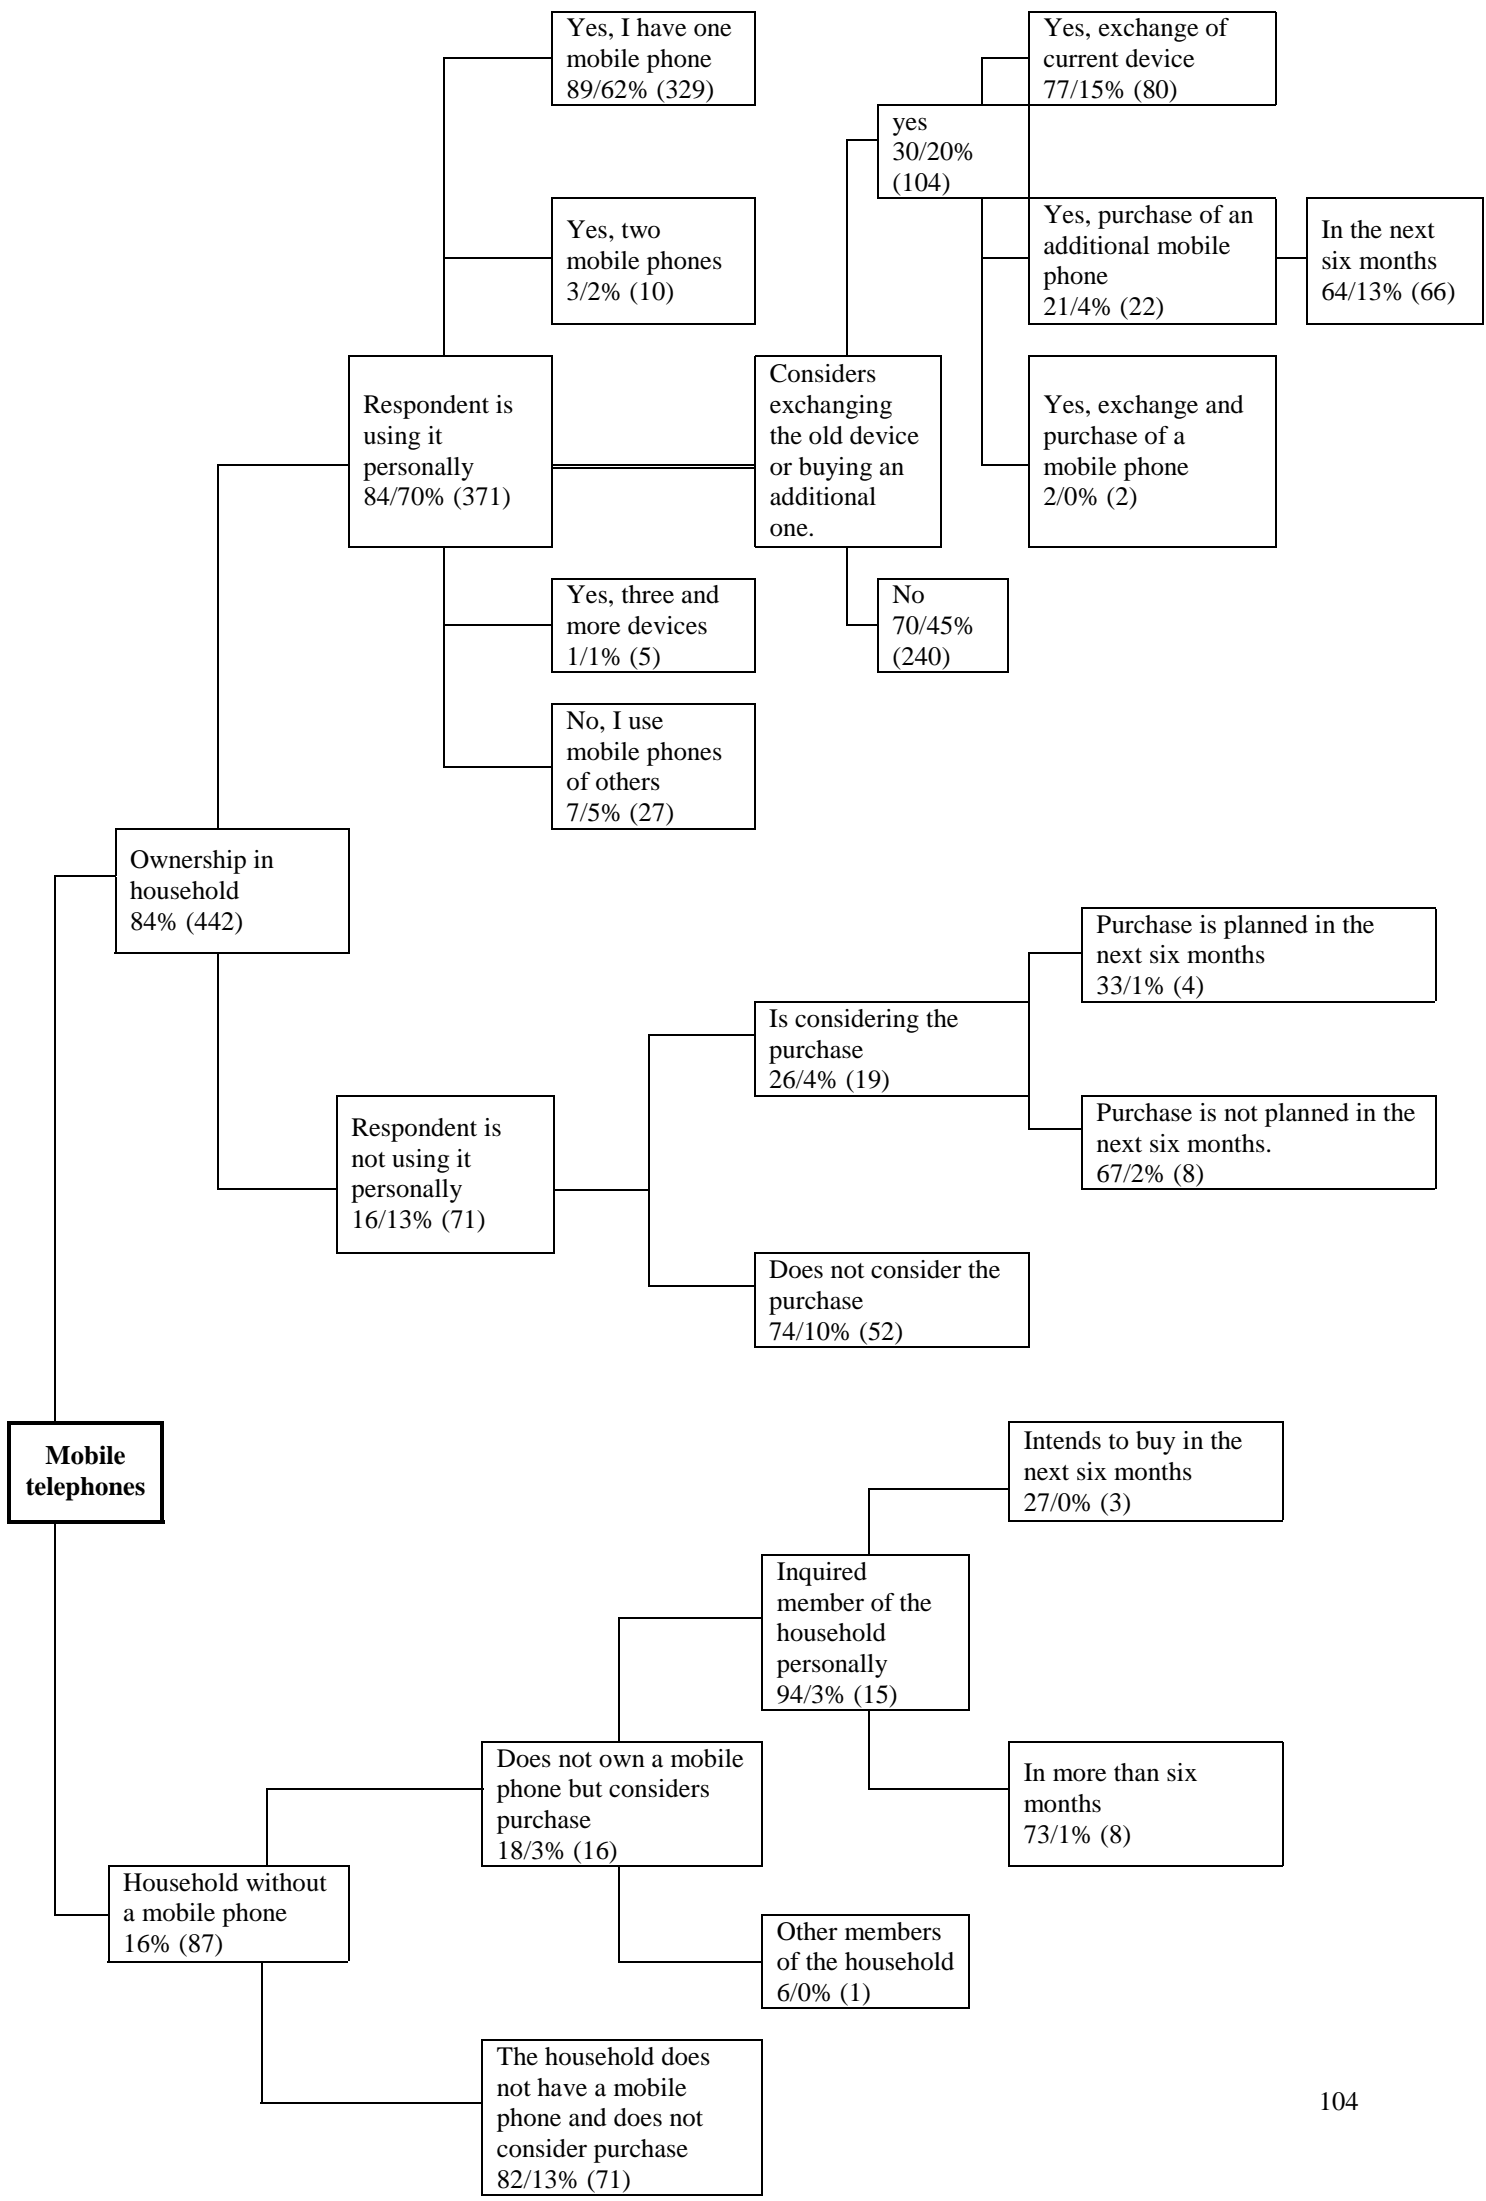 Yes, I have one
mobile phone
89/62% (329)
Yes, exchange of
current device
77/15% (80)
yes
30/20%
(104)
Yes, two
mobile phones
3/2% (10)
Yes, purchase of an
additional mobile
phone
21/4% (22)
In the next
six months
64/13% (66)
Respondent is
using it
personally
84/70% (371)
Considers
exchanging
the old device
or buying an
additional
one.
Yes, exchange and
purchase of a
mobile phone
2/0% (2)
Yes, three and
more devices
1/1% (5)
No
70/45%
(240)
No, I use
mobile phones
of others
7/5% (27)
Ownership in
household
84% (442)
Purchase is planned in the
next six months
33/1% (4)
Is considering the
purchase
26/4% (19)
Respondent is
not using it
personally
16/13% (71)
Purchase is not planned in the
next six months.
67/2% (8)
Does not consider the
purchase
74/10% (52)
Mobile
telephones
Intends to buy in the
next six months
27/0% (3)
Inquired
member of the
household
personally
94/3% (15)
Does not own a mobile
phone but considers
purchase
18/3% (16)
In more than six
months
73/1% (8)
Household without
a mobile phone
16% (87)
Other members
of the household
6/0% (1)
The household does
not have a mobile
phone and does not
consider purchase
82/13% (71)
104